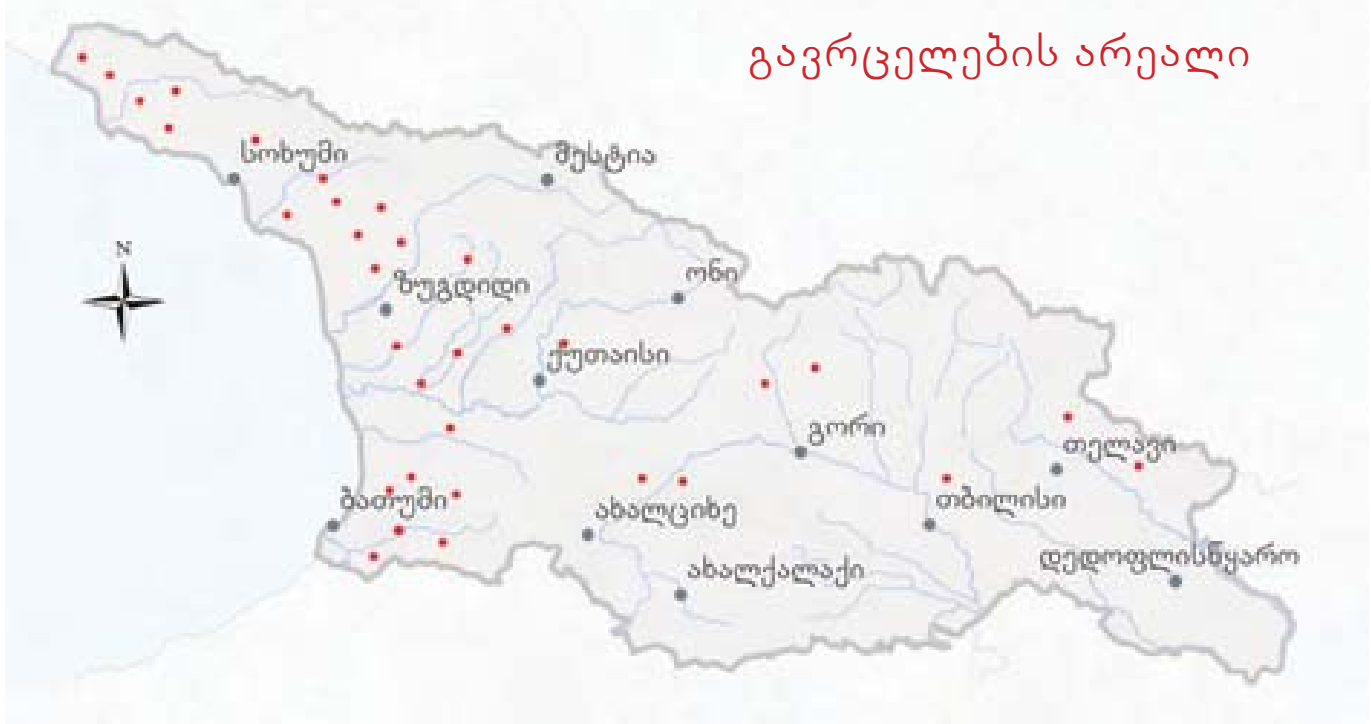 გავრცელების არეალი
სოხუმი
მესტია
N
ონი
ზუგდიდი
ქუთაისი
გორი
თელავი
ბათუმი
ახალციხე
თბილისი
დედოფლისწყარო
ახალქალაქი